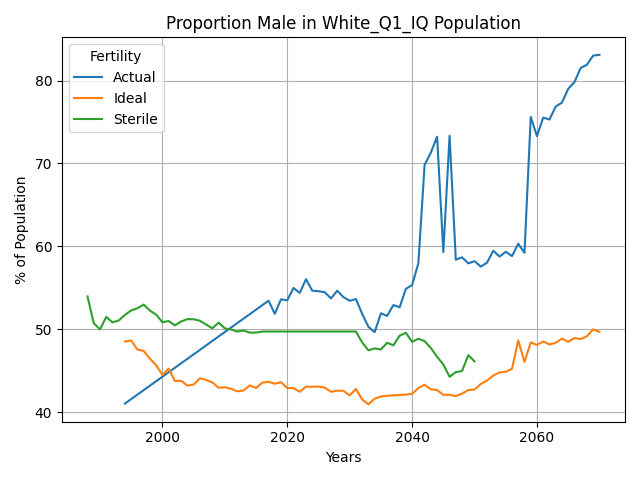 Proportion Male in White_Q1_IQ Population
Fertility
Actual
Ideal
Sterile
% of Population
80
70
60
50
40
2000 2020 2040 2060
Years